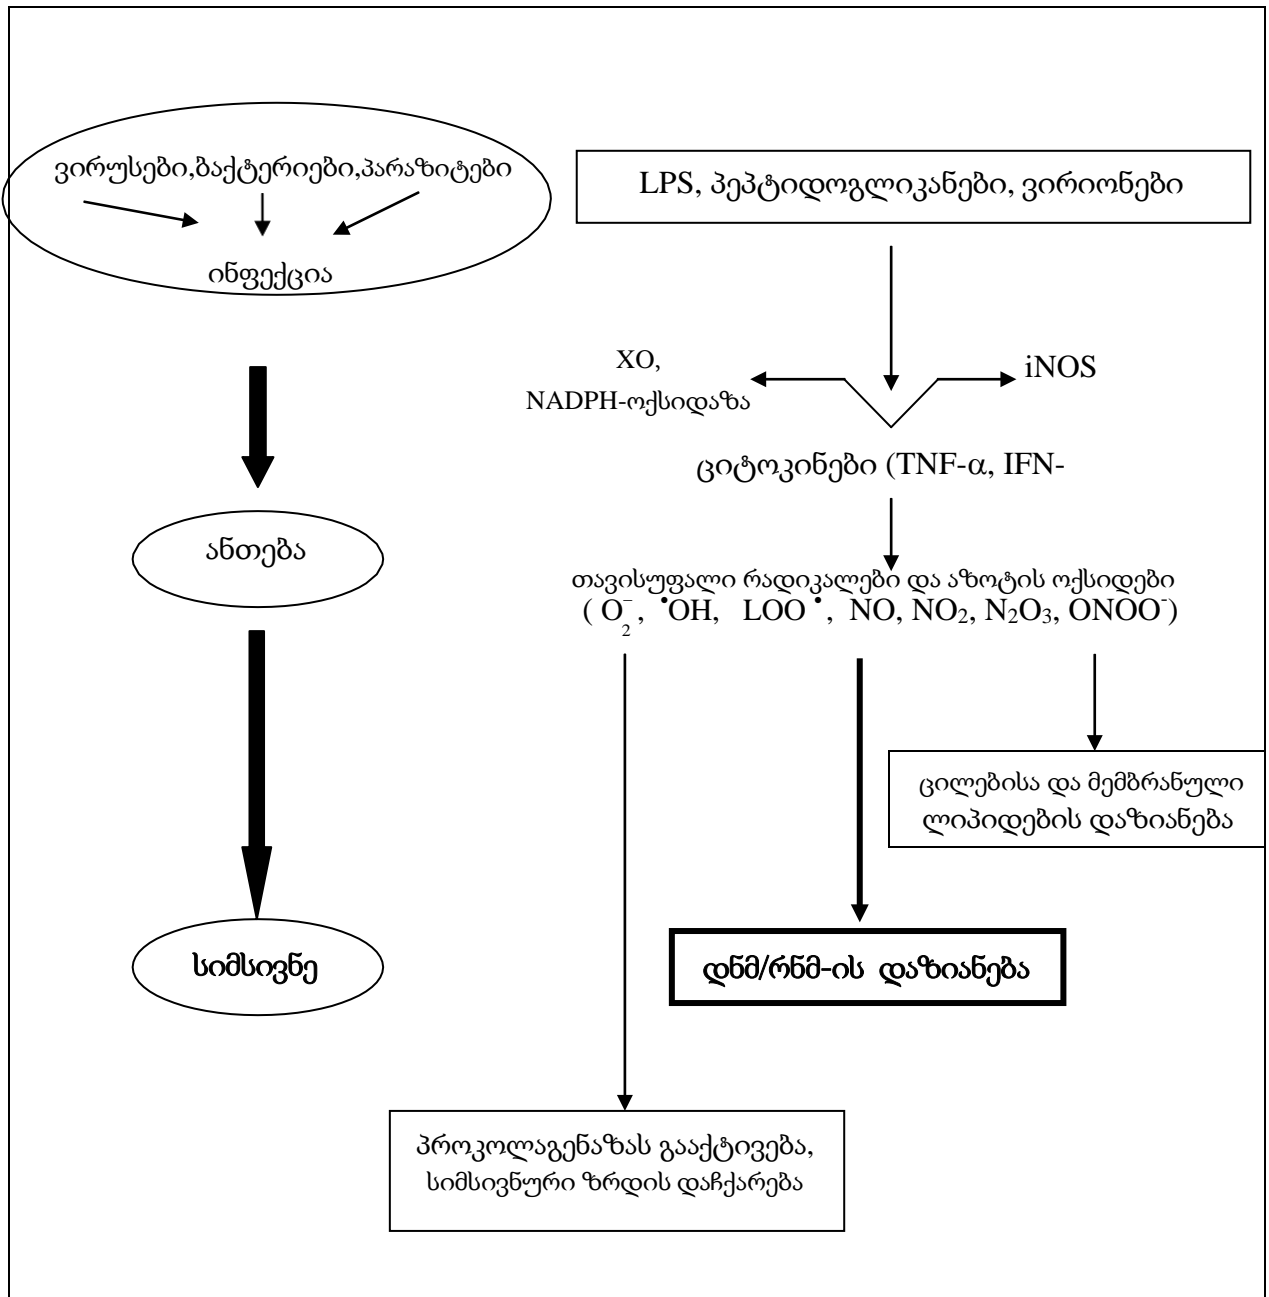 ვირუსები,ბაქტერიები,პარაზიტები
ინფექცია
ანთება
სიმსივნე
LPS, პეპტიდოგლიკანები, ვირიონები
XO,
NADPH-ოქსიდაზა
iNOS
ციტოკინები (TNF-α, IFN-
თავისუფალი რადიკალები და აზოტის ოქსიდები
( O₂⁻, •OH, LOO •, NO, NO₂, N₂O₃, ONOO⁻)
ცილებისა და მემბრანული
ლიპიდების დაზიანება
დნმ/რნმ-ის დაზიანება
პროკოლაგენაზას გააქტივება,
სიმსივნური ზრდის დაჩქარება